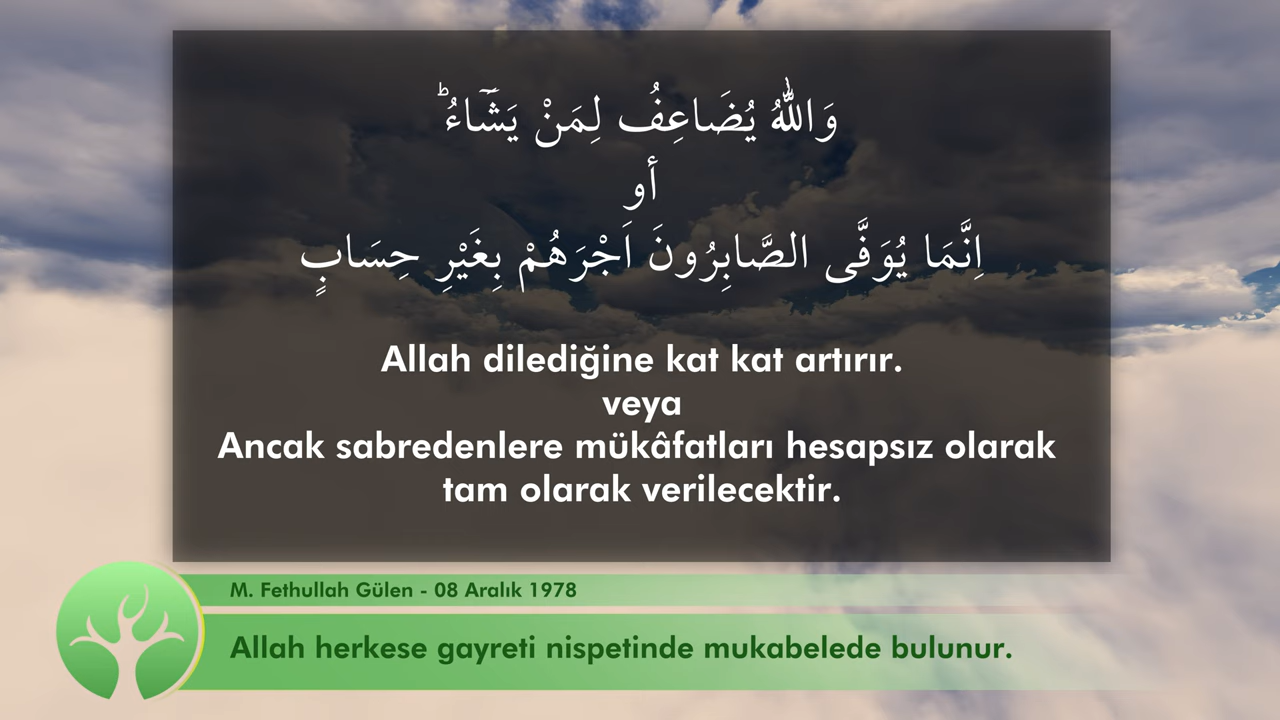 وَاللّٰهُ يُضَاعِفُ لِمَنْ يَشَٓاءُۜ
أو
اِنَّمَا يُوَفَّى الصَّابِرُونَ اَجْرَهُمْ بِغَيْرِ حِسَابٍ
Allah dilediğine kat kat artırır.
veya
Ancak sabredenlere mükâfatları hesapsız olarak
tam olarak verilecektir.
M. Fethullah Gülen - 08 Aralık 1978
Allah herkese gayreti nispetinde mukabelede bulunur.